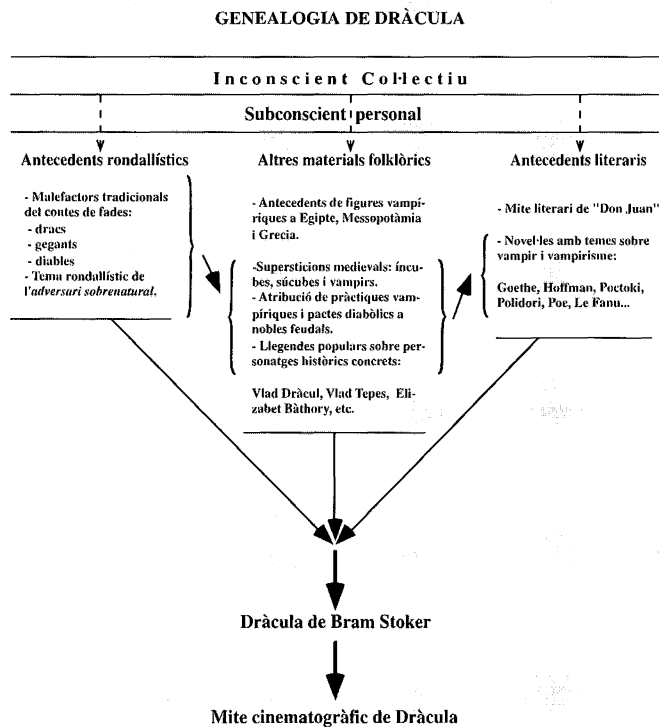 GENEALOGIA DE DRÀCULA
Inconscient Col·lectiu
Subconscient personal
Antecedents rondallístics
- Malefactors tradicionals
del contes de fades:
- dracs
- gegants
- diables
- Tema rondallístic de
l'adversari sobrenatural.
Altres materials folklòrics
- Antecedents de figures vampí-
riques a Egipte, Messopotàmia
i Grecia.
-Supersticions medievals: íncu-
bes, súcubes i vampirs.
- Atribució de pràctiques vam-
píriques i pactes diabòlics a
nobles feudals.
- Llegendes populars sobre per-
sonatges històrics concrets:
Vlad Dràcul, Vlad Tepes, Eli-
zabet Bàthory, etc.
Antecedents literaris
- Mite literari de "Don Juan"
- Novel·les amb temes sobre
vampir i vampirisme:
Goethe, Hoffman, Poctoki,
Polidori, Poe, Le Fanu...
Dràcula de Bram Stoker
Mite cinematogràfic de Dràcula